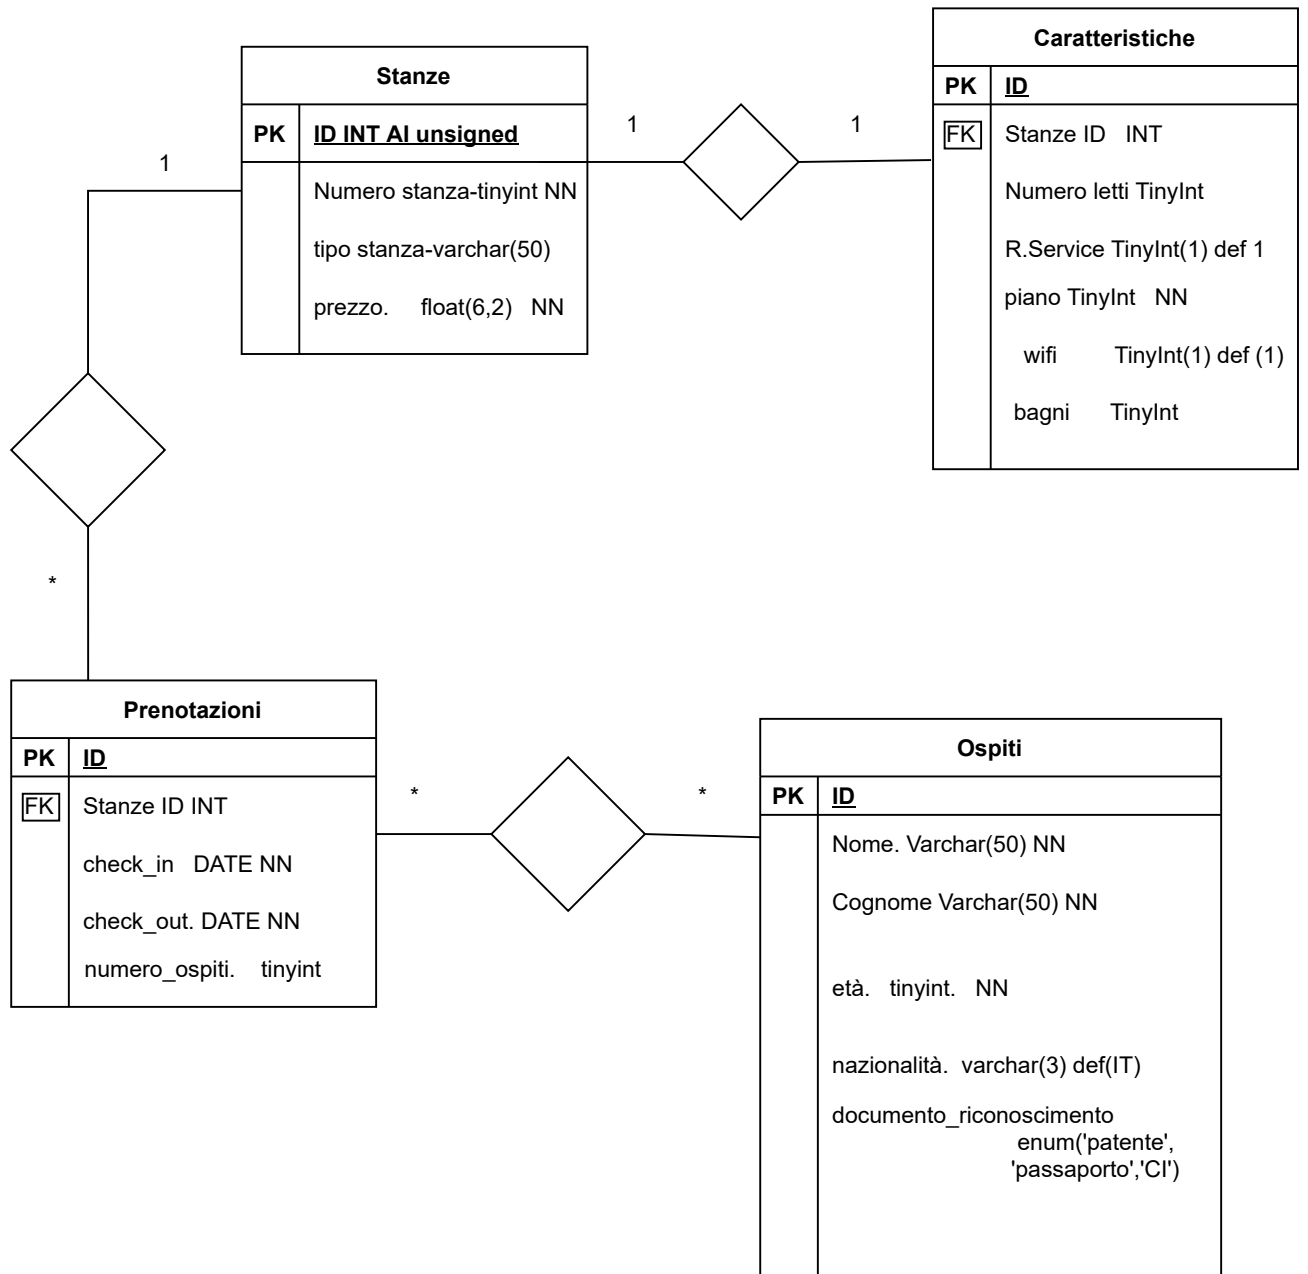 Stanze
PK ID INT AI unsigned
Numero stanza-tinyint NN
tipo stanza-varchar(50)
prezzo. float(6,2) NN
1
1
1
*
Caratteristiche
PK ID
FK Stanze ID INT
Numero letti TinyInt
R.Service TinyInt(1) def 1
piano TinyInt NN
wifi TinyInt(1) def (1)
bagni TinyInt
Prenotazioni
PK ID
FK Stanze ID INT
check_in DATE NN
check_out. DATE NN
numero_ospiti. tinyint
*
*
Ospiti
PK ID
Nome. Varchar(50) NN
Cognome Varchar(50) NN
età. tinyint. NN
nazionalità. varchar(3) def(IT)
documento_riconoscimento
enum('patente',
'passaporto','CI')